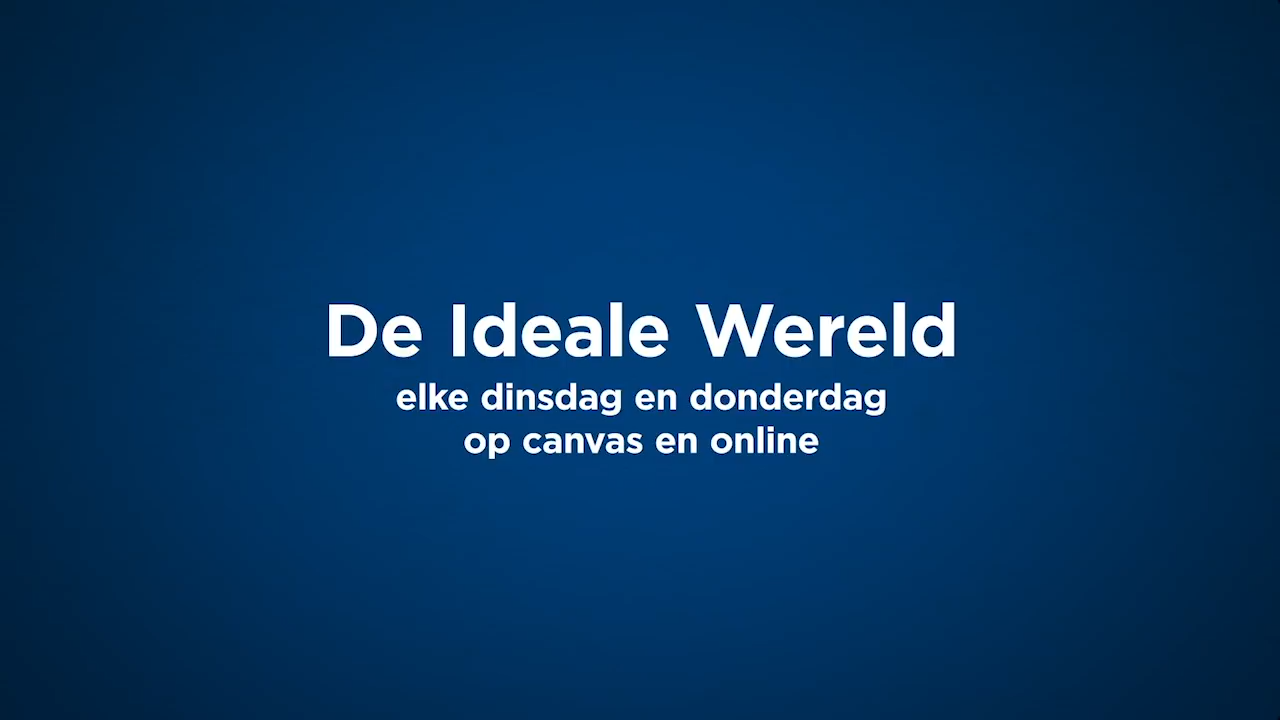 De Ideale Wereld
elke dinsdag en donderdag
op canvas en online